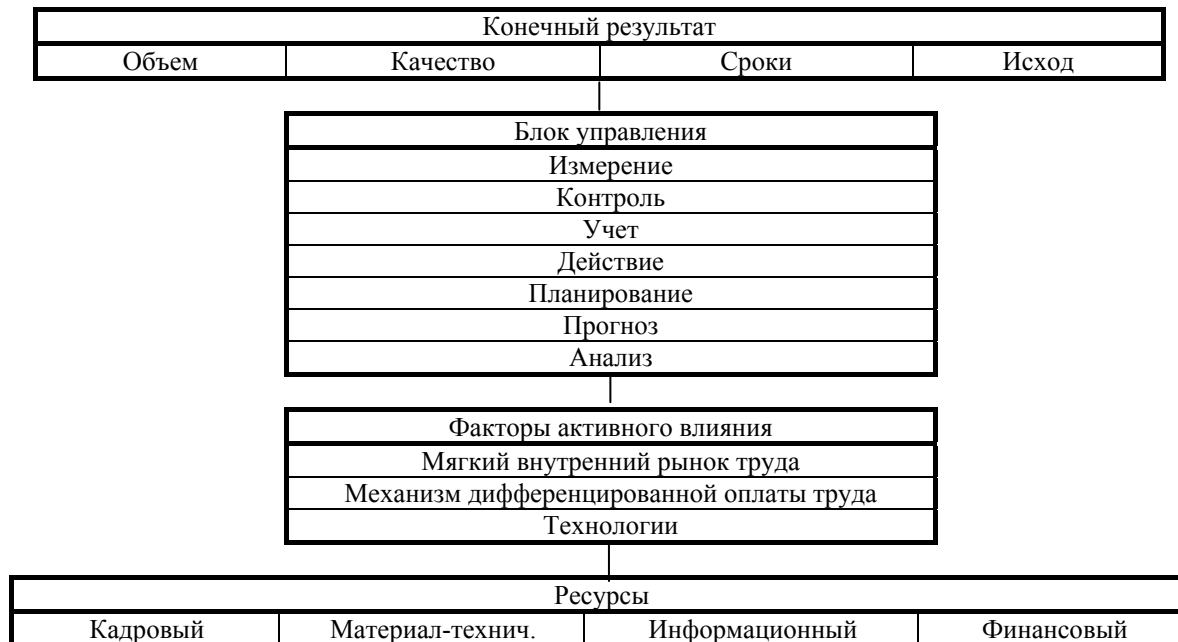 Конечный результат
Объем Качество Сроки Исход
Блок управления
Измерение
Контроль
Учет
Действие
Планирование
Прогноз
Анализ
Факторы активного влияния
Мягкий внутренний рынок труда
Механизм дифференцированной оплаты труда
Технологии
Ресурсы
Кадровый Материал-технич. Информационный Финансовый